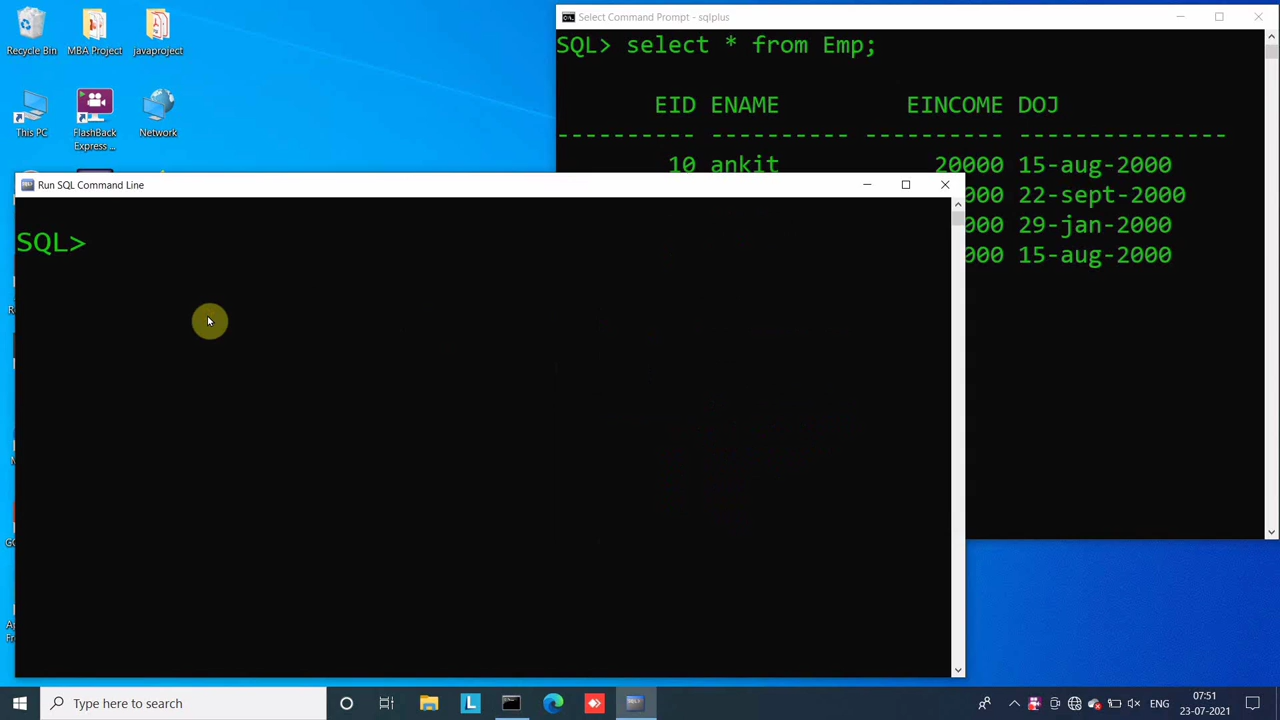 Recycle Bin
MBA Project
javaproject
This PC
FlashBack
Express ...
Network
Select Command Prompt - sqlplus
SQL> select * from Emp;
EID ENAME EINCOME DOJ
---------- ---------- ---------- ---------------
10 ankit 20000 15-aug-2000
000 22-sept-2000
000 29-jan-2000
000 15-aug-2000
Run SQL Command Line
SQL>
Type here to search
ENG
07:51
23-07-2021